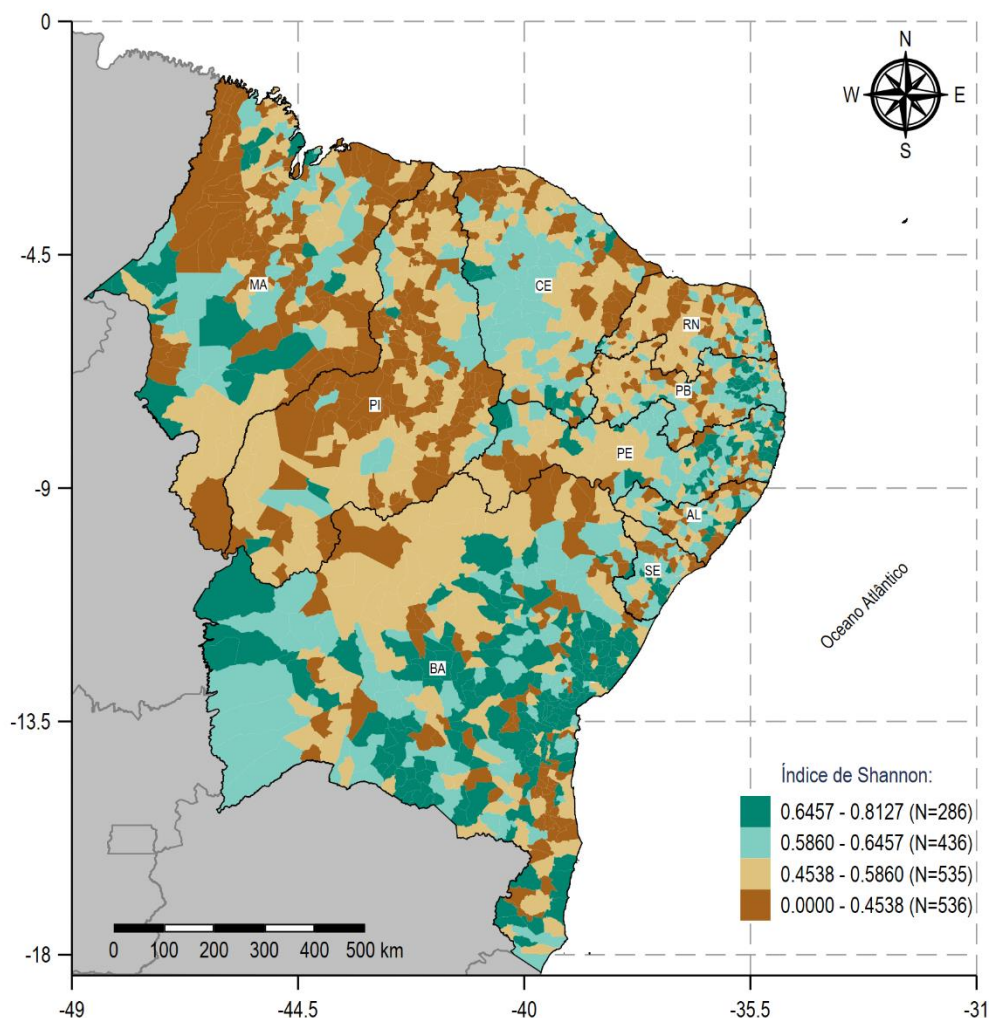 0
-4.5
-9
-13.5
-18
-49
-44.5
-40
-35.5
-31
N
W
E
S
MA
CE
RN
PB
PI
PE
AL
SE
BA
Oceano Atlântico
Índice de Shannon:
0.6457 - 0.8127 (N=286)
0.5860 - 0.6457 (N=436)
0.4538 - 0.5860 (N=535)
0.0000 - 0.4538 (N=536)
0 100 200 300 400 500 km